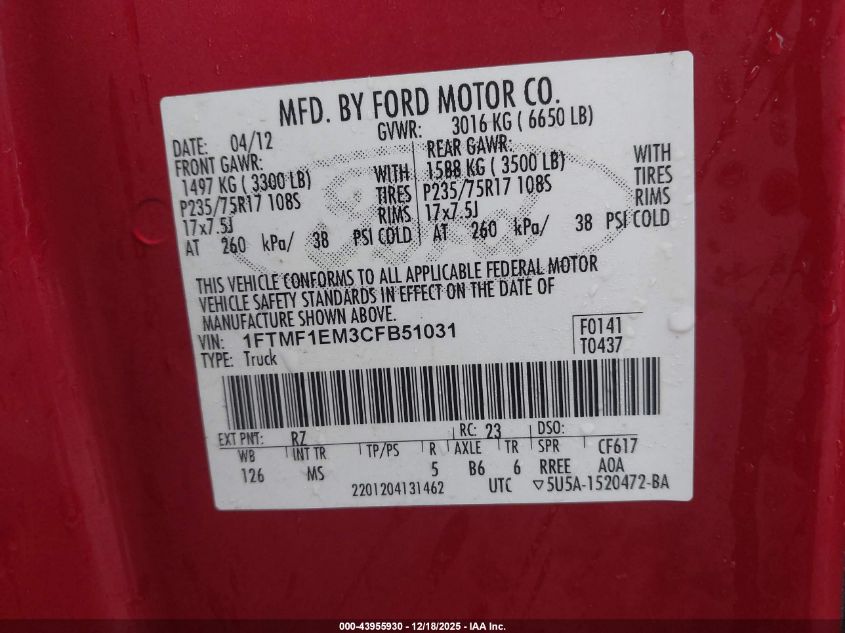 MFD. BY FORD MOTOR CO.
DATE: 04/12 GVWR: 3016 KG ( 6650 LB)
FRONT GAWR: REAR GAWR:
1497 KG ( 3300 LB) WITH 1588 KG ( 3500 LB) WITH
P235/75R17 108S TIRES P235/75R17 108S TIRES
17x7.5J RIMS 17x7.5J RIMS
AT 260 kPa/ 38 PSI COLD AT 260 kPa/ 38 PSI COLD
THIS VEHICLE CONFORMS TO ALL APPLICABLE FEDERAL MOTOR
VEHICLE SAFETY STANDARDS IN EFFECT ON THE DATE OF
MANUFACTURE SHOWN ABOVE.
VIN: 1FTMF1EM3CFB51031 F0141
TYPE: Truck T0437
EXT PNT: RZ RC: 23 DSO:
WB INT TR TP/PS R AXLE TR SPR CF617
126 MS 5 B6 6 RREE AOA
2201204131462 UTC ▽5U5A-1520472-BA
000-43955930 - 12/18/2025 - IAA Inc.